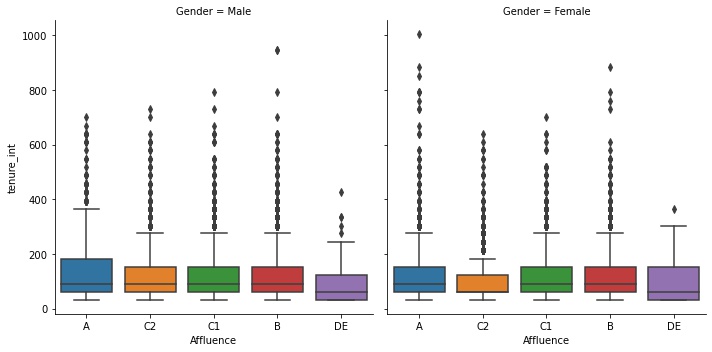 Gender = Male
Gender = Female
1000
800
600
400
200
0
tenure_int
A C2 C1 B DE
A C2 C1 B DE
Affluence
Affluence